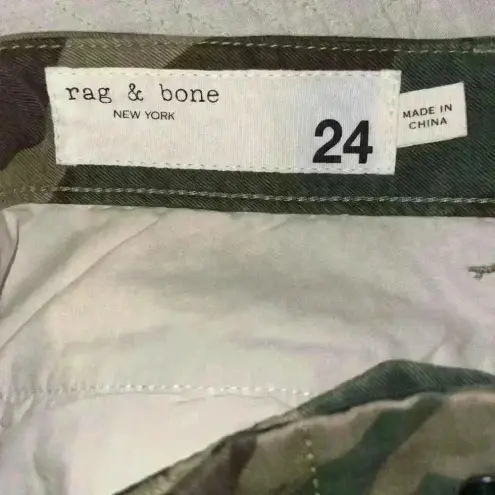 rag & bone
NEW YORK
24
MADE IN
CHINA